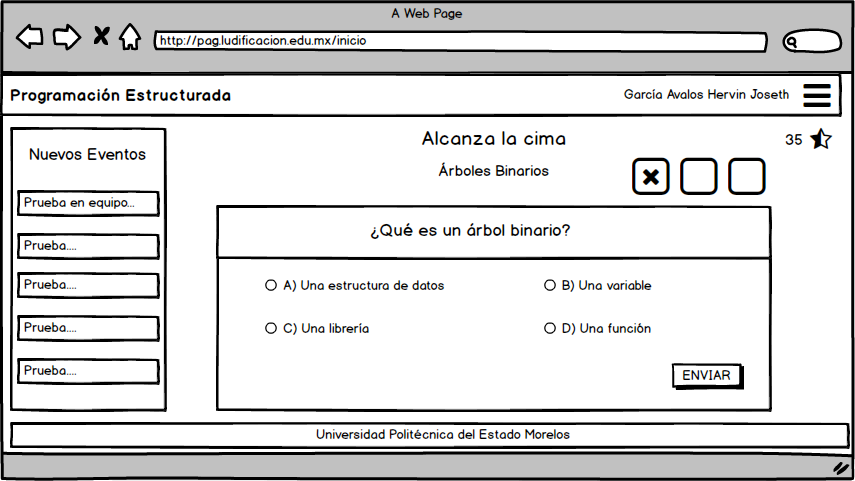 A Web Page
http://pag.ludificacion.edu.mx/inicio
Programación Estructurada
García Avalos Hervin Joseth
Nuevos Eventos
Prueba en equipo...
Prueba....
Prueba....
Prueba....
Prueba....
Alcanza la cima
35
Árboles Binarios
¿Qué es un árbol binario?
A) Una estructura de datos
B) Una variable
C) Una librería
D) Una función
ENVIAR
Universidad Politécnica del Estado Morelos